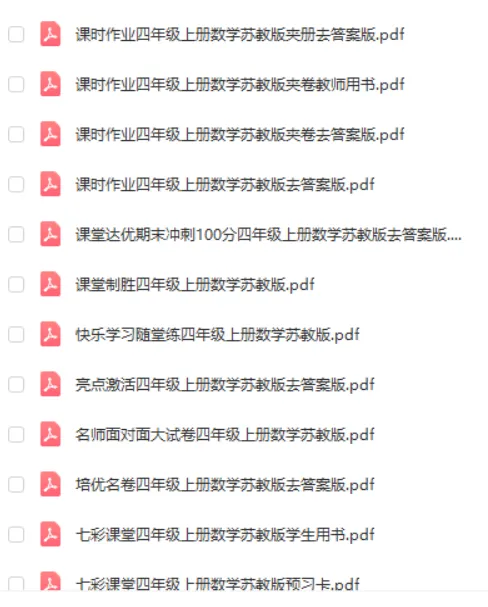 课时作业四年级上册数学苏教版夹册去答案版.pdf
课时作业四年级上册数学苏教版夹卷教师用书.pdf
课时作业四年级上册数学苏教版夹卷去答案版.pdf
课时作业四年级上册数学苏教版去答案版.pdf
课堂达优期末冲刺100分四年级上册数学苏教版去答案版....
课堂制胜四年级上册数学苏教版.pdf
快乐学习随堂练四年级上册数学苏教版.pdf
亮点激活四年级上册数学苏教版去答案版.pdf
名师面对面大试卷四年级上册数学苏教版.pdf
培优名卷四年级上册数学苏教版去答案版.pdf
七彩课堂四年级上册数学苏教版学生用书.pdf
七彩课堂四年级上册数学苏教版预习卡.pdf